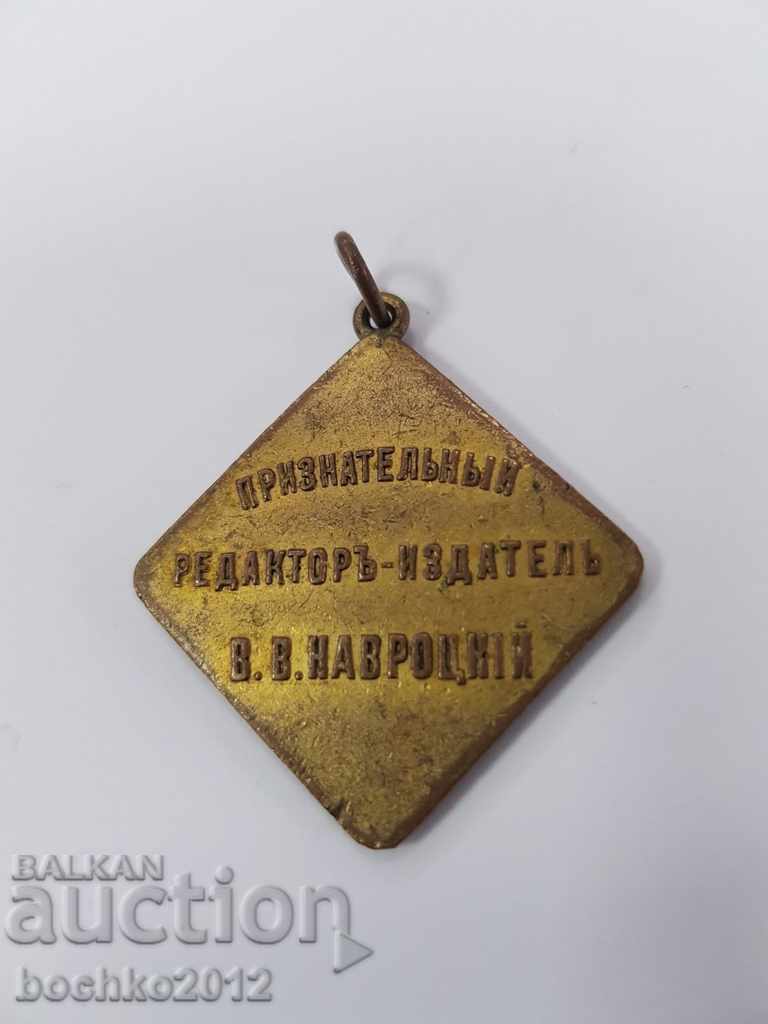 ПРИЗНАТЕЛЬНЫЙ
РЕДАКТОРЪ-ИЗДАТЕЛЬ
В.В.НАВРОЦКІЙ
BALKAN
auction
bochko2012